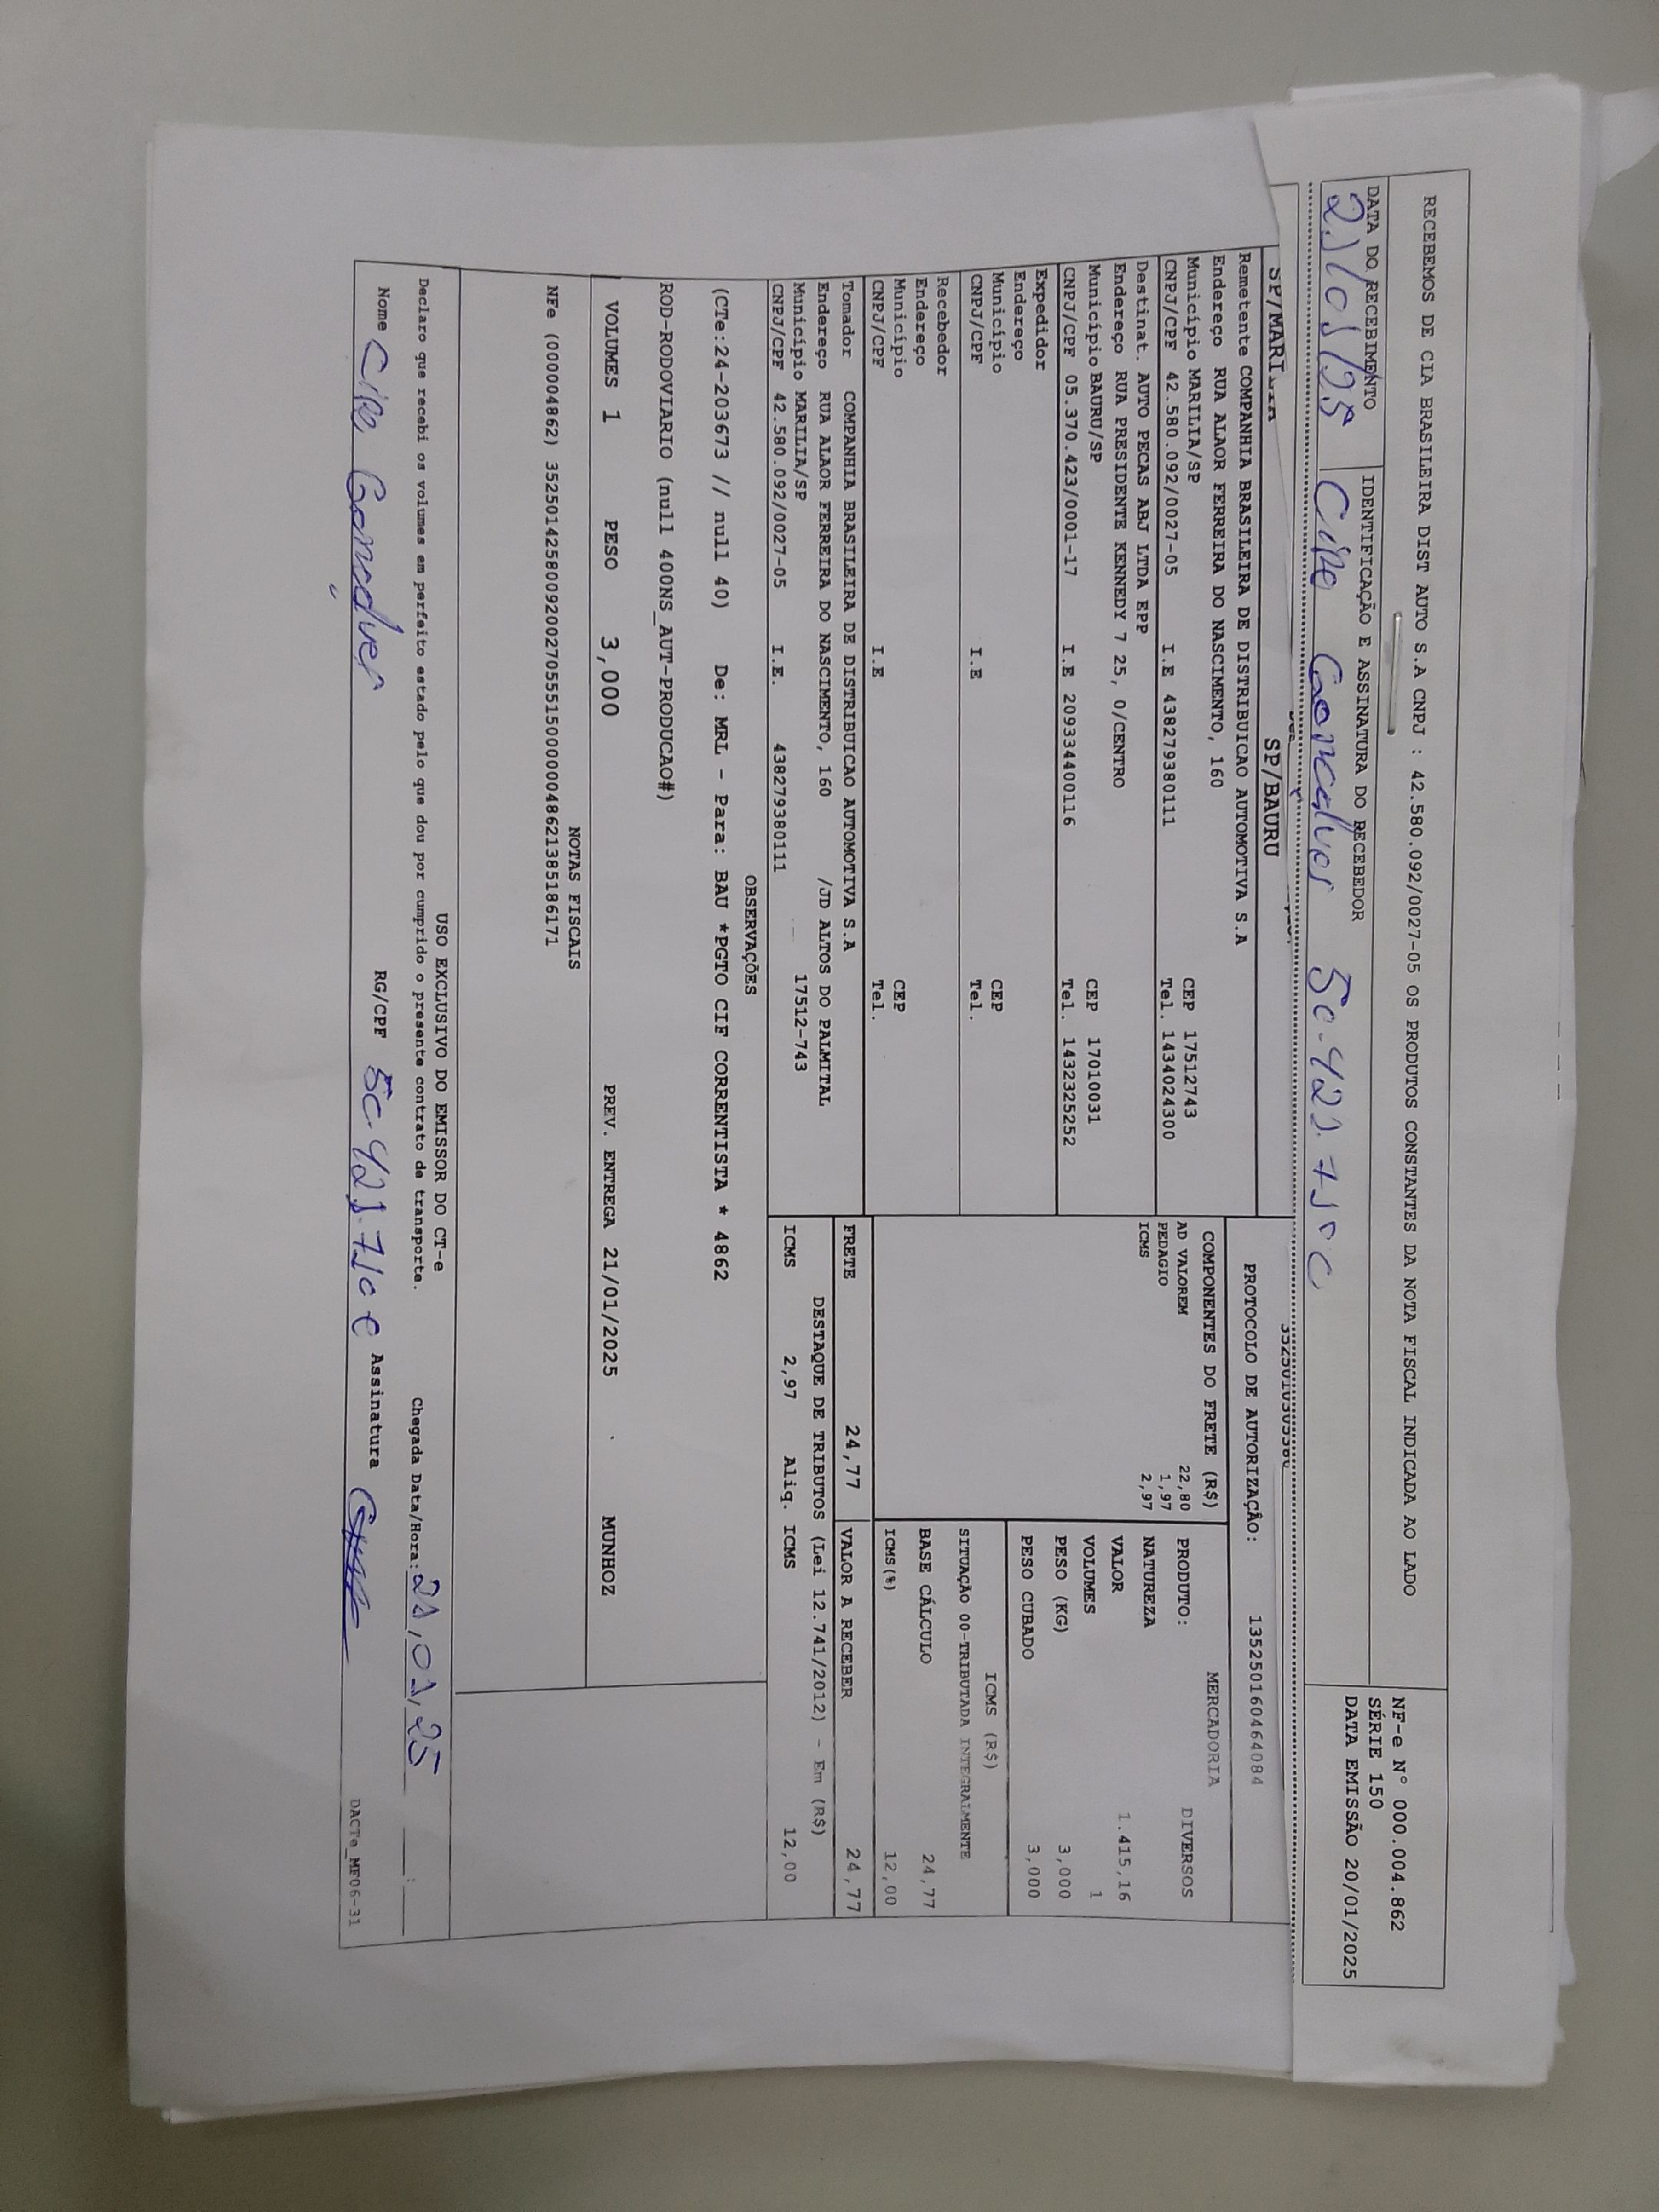 RECEBEMOS DE CIA BRASILEIRA DIST AUTO S.A CNPJ : 42.580.092/0027-05 OS PRODUTOS CONSTANTES DA NOTA FISCAL INDICADA AO LADO
NF-e N° 000.004.862
SÉRIE 150
DATA EMISSÃO 20/01/2025
DATA DO RECEBIMENTO IDENTIFICAÇÃO E ASSINATURA DO RECEBEDOR
21/01/25
SP/BAURU
PROTOCOLO DE AUTORIZAÇÃO: 135250160464084
Remetente COMPANHIA BRASILEIRA DE DISTRIBUICAO AUTOMOTIVA S.A
Endereço RUA ALAOR FERREIRA DO NASCIMENTO, 160
Município MARILIA/SP CEP 17512743
CNPJ/CPF 42.580.092/0027-05 I.E 438279380111 Tel. 1434024300
Destinat. AUTO PECAS ABJ LTDA EPP
Endereço RUA PRESIDENTE KENNEDY 7 25, 0/CENTRO
Município BAURU/SP CEP 17010031
CNPJ/CPF 05.370.423/0001-17 I.E 209334400116 Tel. 1432325252
Expedidor
Endereço
Município CEP
CNPJ/CPF I.E Tel.
Recebedor
Endereço
Município CEP
CNPJ/CPF I.E Tel.
Tomador COMPANHIA BRASILEIRA DE DISTRIBUICAO AUTOMOTIVA S.A
Endereço RUA ALAOR FERREIRA DO NASCIMENTO, 160 /JD ALTOS DO PALMITAL
Município MARILIA/SP 17512-743
CNPJ/CPF 42.580.092/0027-05 I.E. 438279380111
COMPONENTES DO FRETE (R$)
AD VALOREM 22,80
PEDAGIO 1,97
ICMS 2,97
MERCADORIA
PRODUTO: DIVERSOS
NATUREZA
VALOR 1.415,16
VOLUMES 1
PESO (KG) 3,000
PESO CUBADO 3,000
ICMS (R$)
SITUAÇÃO 00-TRIBUTADA INTEGRALMENTE
BASE CÁLCULO 24,77
ICMS(%) 12,00
FRETE 24,77 VALOR A RECEBER 24,77
DESTAQUE DE TRIBUTOS (Lei 12.741/2012) - Em (R$)
ICMS 2,97 Aliq. ICMS 12,00
OBSERVAÇÕES
(CTe:24-203673 // null 40) De: MRL - Para: BAU *PGTO CIF CORRENTISTA * 4862
ROD-RODOVIARIO (null 400NS_AUT-PRODUCAO#)
VOLUMES 1 PESO 3,000 PREV. ENTREGA 21/01/2025 MUNHOZ
NOTAS FISCAIS
NFe (000004862) 35250142580092002705551500000048621385186171
USO EXCLUSIVO DO EMISSOR DO CT-e
Declaro que recebi os volumes em perfeito estado pelo que dou por cumprido o presente contrato de transporte. Chegada Data/Hora: 21,01,25
Nome RG/CPF Assinatura
DACTe_MF06-31